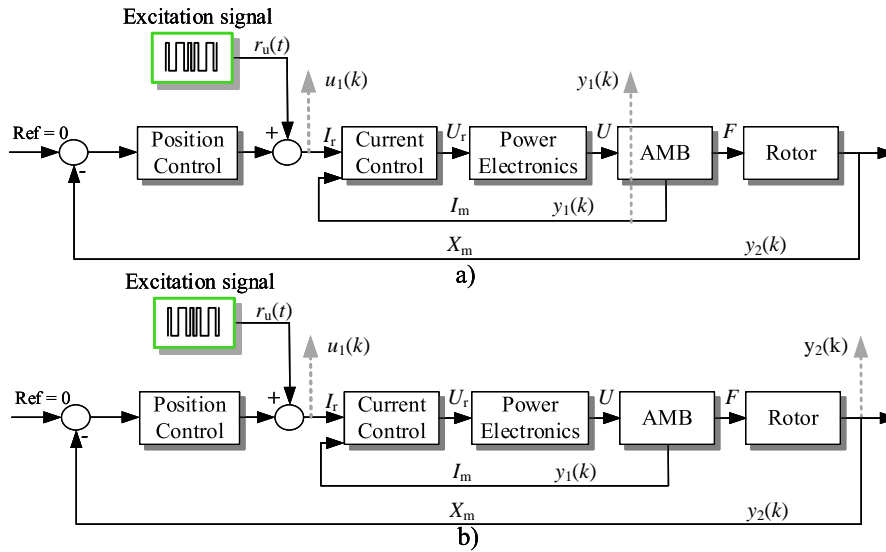 Excitation signal
r_u(t)
u_1(k)
y_1(k)
Ref = 0
+
-
Position
Control
I_r
Current
Control
U_r
Power
Electronics
U
AMB
F
Rotor
I_m
y_1(k)
X_m
y_2(k)
a)
Excitation signal
r_u(t)
u_1(k)
y_2(k)
Ref = 0
+
-
Position
Control
I_r
Current
Control
U_r
Power
Electronics
U
AMB
F
Rotor
I_m
y_1(k)
X_m
y_2(k)
b)